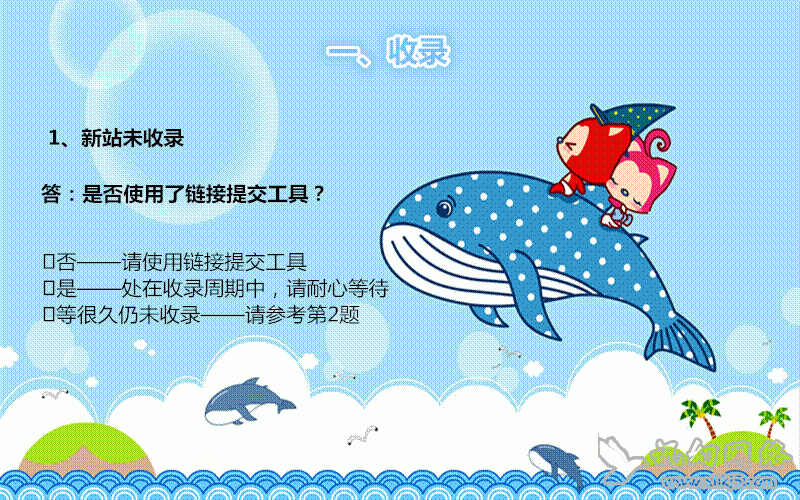 一、收录
1、新站未收录
答：是否使用了链接提交工具？
否——请使用链接提交工具
是——处在收录周期中，请耐心等待
等很久仍未收录——请参考第2题